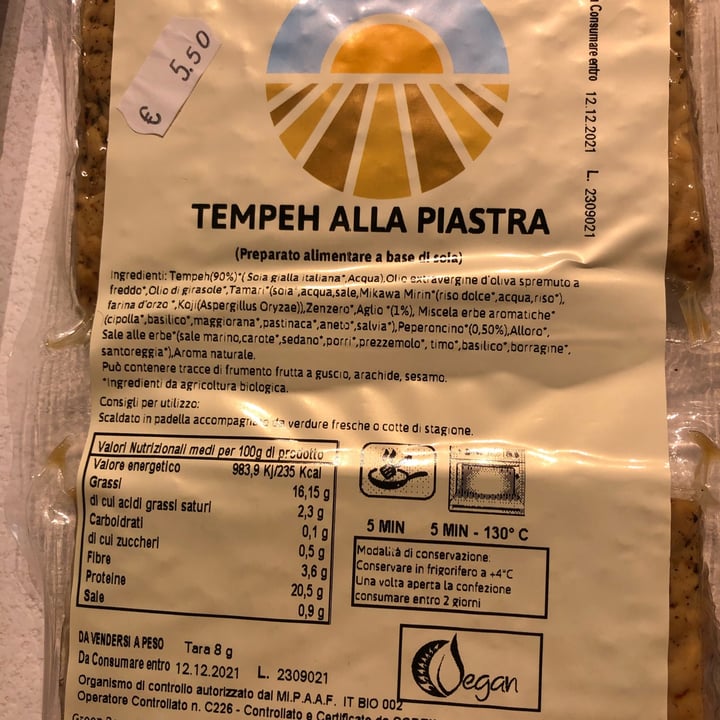 € 5.50
Consumare entro 12.12.2021 L. 2309021
TEMPEH ALLA PIASTRA
(Preparato alimentare a base di soia)
Ingredienti: Tempeh(90%)*(Soia gialla italiana*,Acqua),Olio extravergine d'oliva spremuto a
freddo*,Olio di girasole*,Tamari*(soia*,acqua,sale,Mikawa Mirin*(riso dolce*,acqua,riso*),
farina d'orzo*,Koji(Aspergillus Oryzae)),Zenzero*,Aglio*(1%), Miscela erbe aromatiche*
(cipolla*,basilico*,maggiorana*,pastinaca*,aneto*,salvia*),Peperoncino*(0,50%),Alloro*,
Sale alle erbe*(sale marino,carote*,sedano*,porri*,prezzemolo*, timo*,basilico*,borragine*,
santoreggia*),Aroma naturale.
Può contenere tracce di frumento frutta a guscio, arachide, sesamo.
*Ingredienti da agricoltura biologica.
Consigli per utilizzo:
Scaldato in padella accompagnato da verdure fresche o cotte di stagione.
Valori Nutrizionali medi per 100g di prodotto
Valore energetico 983,9 Kj/235 Kcal
Grassi 16,15 g
di cui acidi grassi saturi 2,3 g
Carboidrati 0,1 g
di cui zuccheri 0,5 g
Fibre 3,6 g
Proteine 20,5 g
Sale 0,9 g
5 MIN 5 MIN - 130° C
Modalità di conservazione:
Conservare in frigorifero a +4°C
Una volta aperta la confezione
consumare entro 2 giorni
DA VENDERSI A PESO Tara 8 g
Da Consumare entro 12.12.2021 L. 2309021
Vegan
Organismo di controllo autorizzato dal MI.P.A.A.F. IT BIO 002
Operatore Controllato n. C226 - Controllato e Certificato da